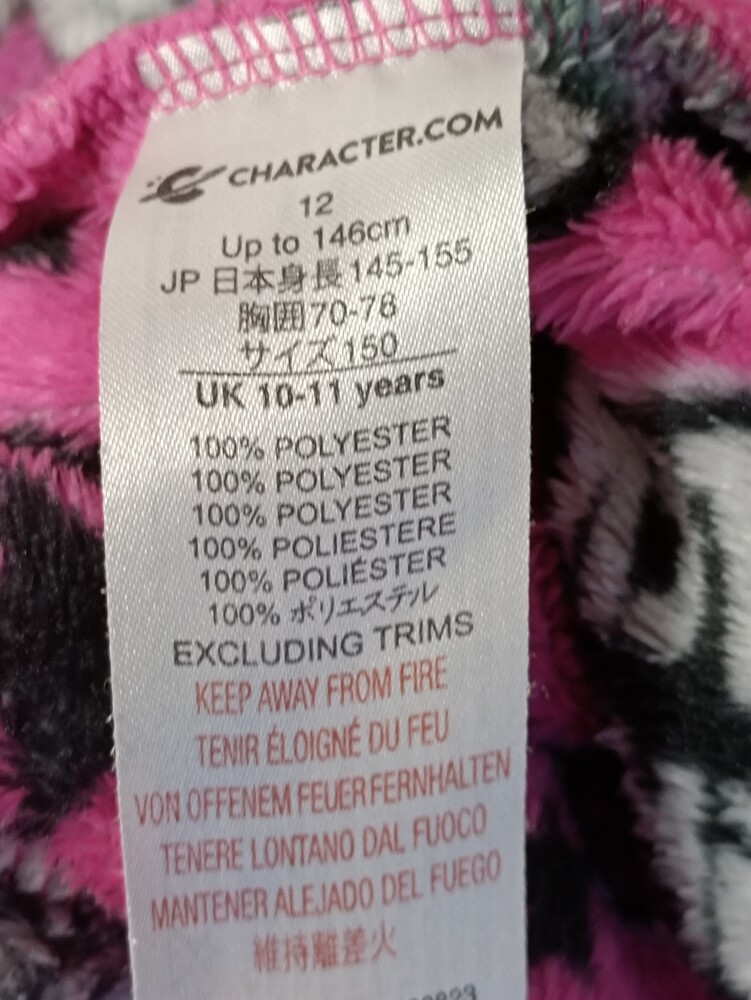 CHARACTER.COM
12
Up to 146cm
JP 日本身長145-155
胸囲70-78
サイズ150
UK 10-11 years
100% POLYESTER
100% POLYESTER
100% POLYESTER
100% POLIESTERE
100% POLIÉSTER
100% ポリエステル
EXCLUDING TRIMS
KEEP AWAY FROM FIRE
TENIR ÉLOIGNÉ DU FEU
VON OFFENEM FEUER FERNHALTEN
TENERE LONTANO DAL FUOCO
MANTENER ALEJADO DEL FUEGO
維持離差火